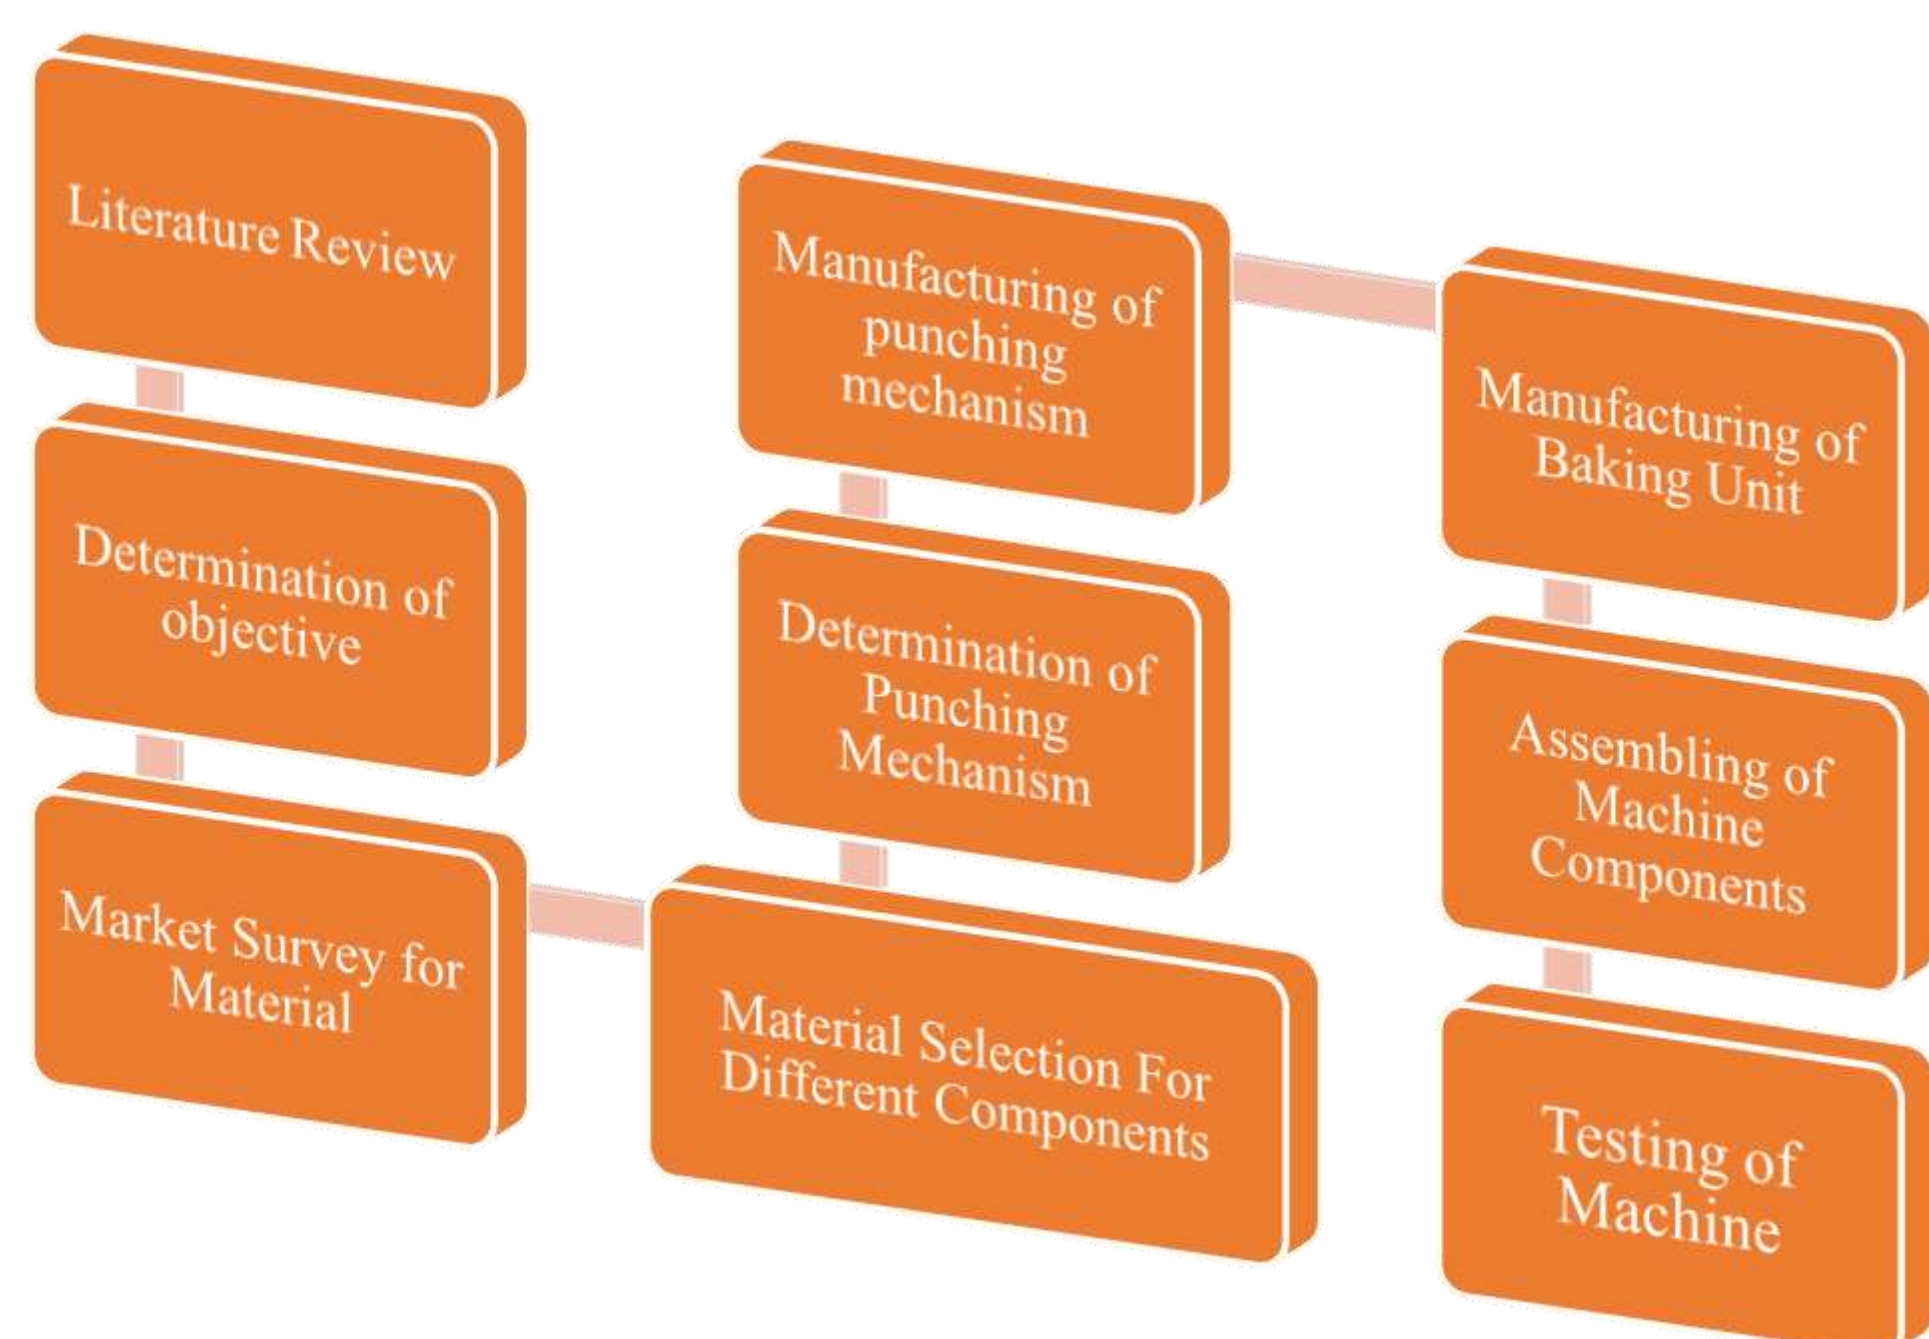 Literature Review
Determination of
objective
Market Survey for
Material
Material Selection For
Different Components
Determination of
Punching
Mechanism
Manufacturing of
punching
mechanism
Manufacturing of
Baking Unit
Assembling of
Machine
Components
Testing of
Machine